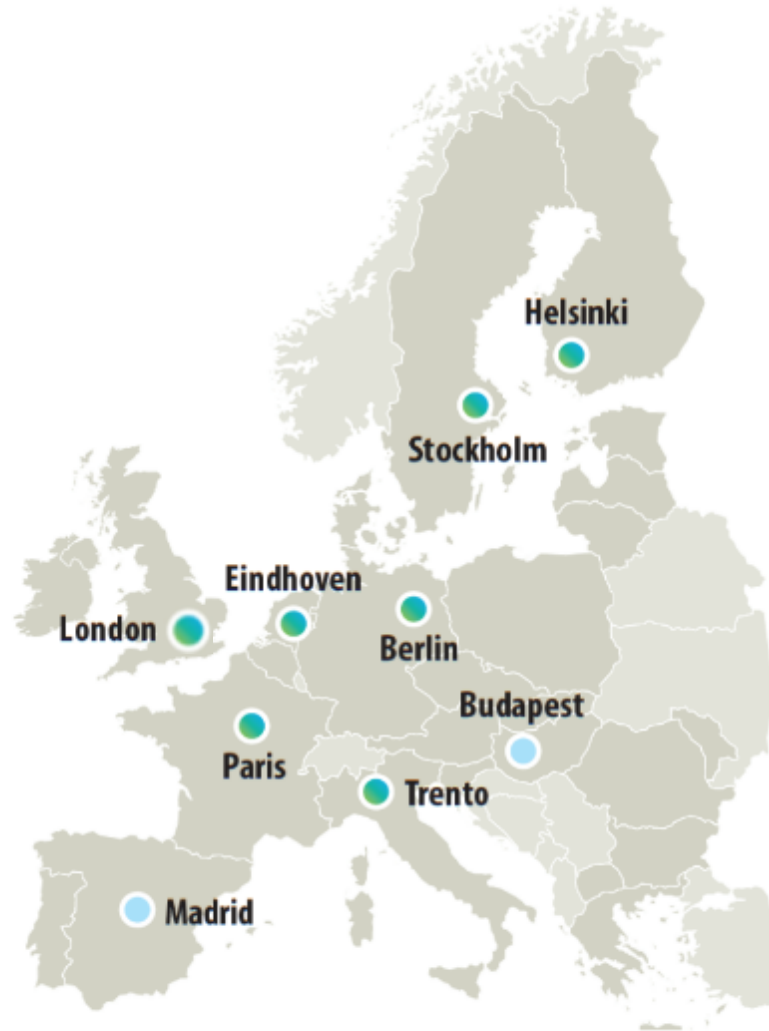 Helsinki
Stockholm
Eindhoven
London
Berlin
Budapest
Paris
Trento
Madrid